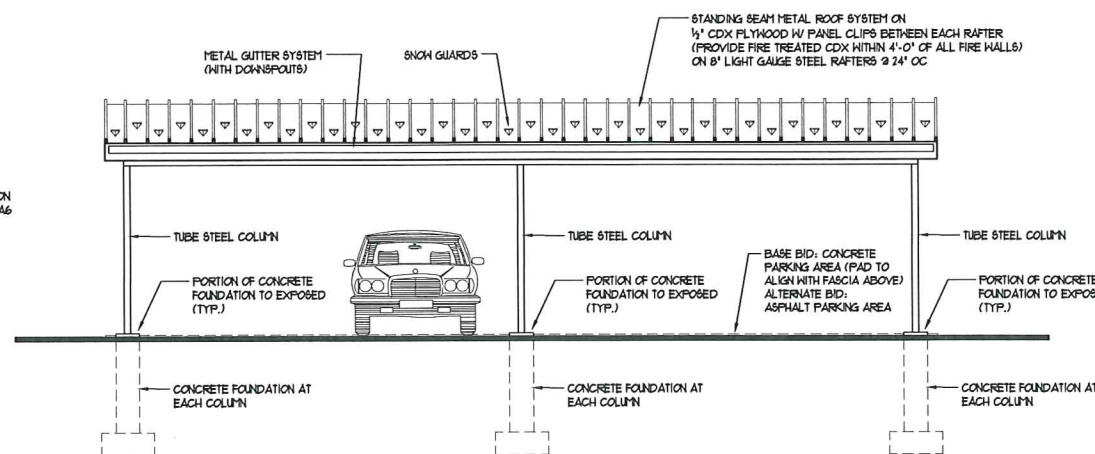 STANDING SEAM METAL ROOF SYSTEM ON
½" CDX PLYWOOD W/ PANEL CLIPS BETWEEN EACH RAFTER
(PROVIDE FIRE TREATED CDX WITHIN 4'-0" OF ALL FIRE WALLS)
ON 8" LIGHT GAUGE STEEL RAFTERS @ 24" OC
METAL GUTTER SYSTEM
(WITH DOWNSPOUTS)
SNOW GUARDS
TUBE STEEL COLUMN
TUBE STEEL COLUMN
TUBE STEEL COLUMN
BASE BID: CONCRETE
PARKING AREA (PAD TO
ALIGN WITH FASCIA ABOVE)
ALTERNATE BID:
ASPHALT PARKING AREA
PORTION OF CONCRETE
FOUNDATION TO EXPOSED
(TYP.)
PORTION OF CONCRETE
FOUNDATION TO EXPOSED
(TYP.)
PORTION OF CONCRETE
FOUNDATION TO EXPOS
(TYP.)
CONCRETE FOUNDATION AT
EACH COLUMN
CONCRETE FOUNDATION AT
EACH COLUMN
CONCRETE FOUNDATION AT
EACH COLUMN